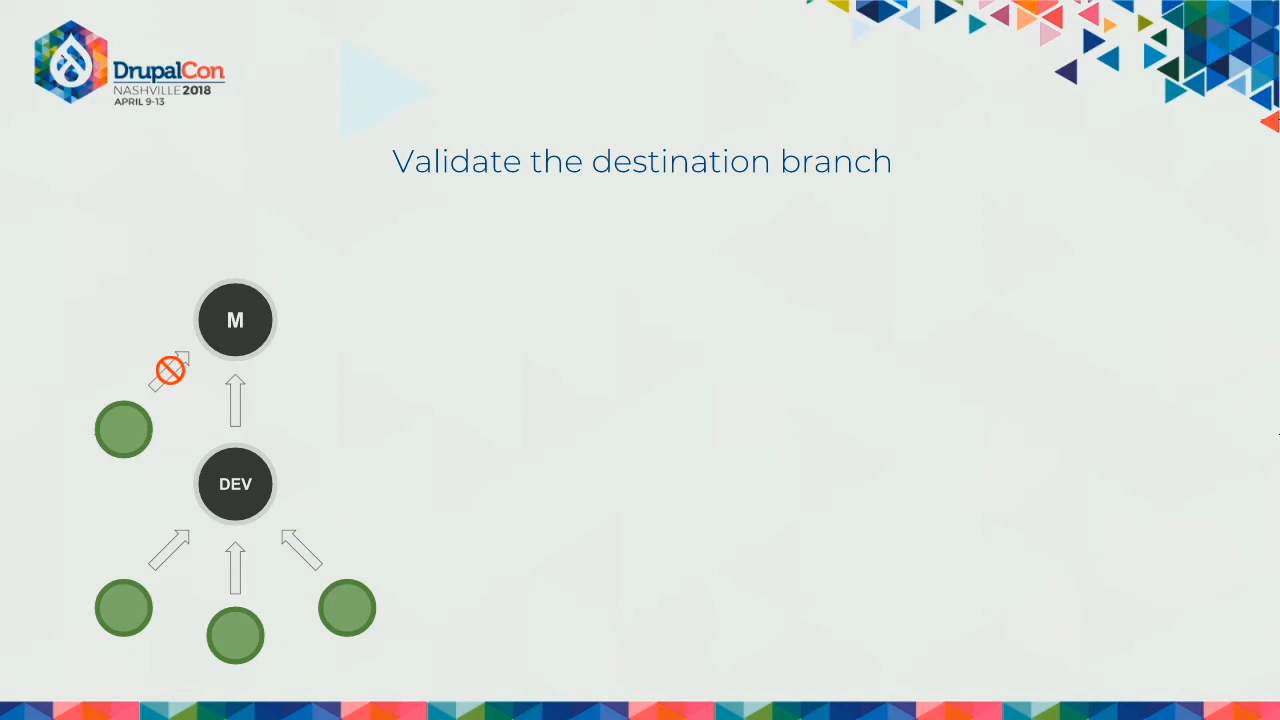 DrupalCon
NASHVILLE 2018
APRIL 9-13
Validate the destination branch
M
DEV